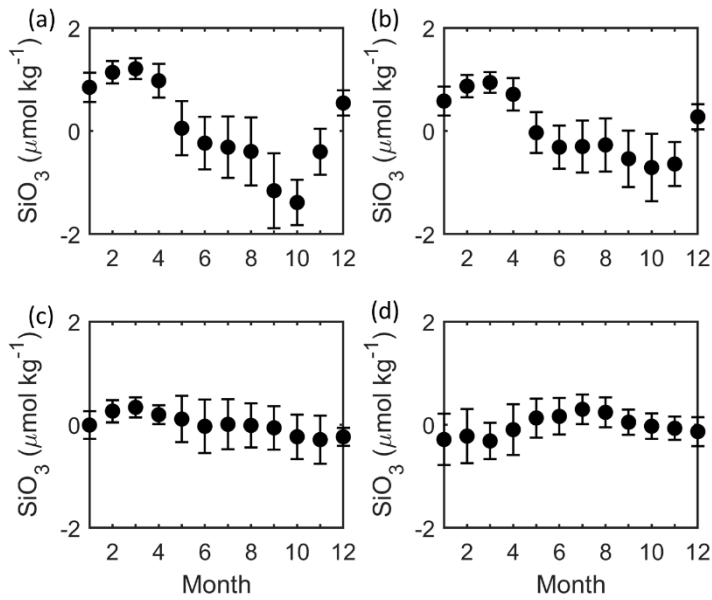 (a)
(b)
2
0
-2
SiO₃ (μmol kg⁻¹)
2 4 6 8 10 12
2
0
-2
SiO₃ (μmol kg⁻¹)
2 4 6 8 10 12
(c)
(d)
2
0
-2
SiO₃ (μmol kg⁻¹)
2 4 6 8 10 12
Month
2
0
-2
SiO₃ (μmol kg⁻¹)
2 4 6 8 10 12
Month